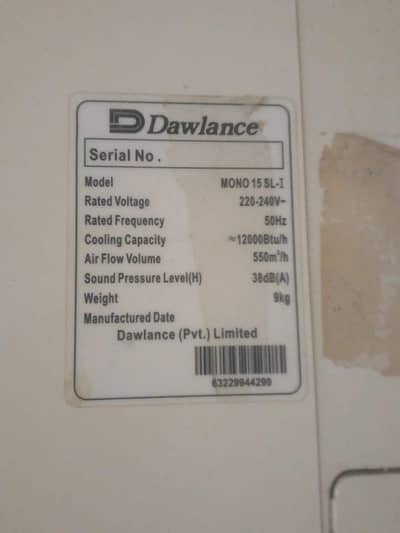 Dawlance
Serial No.
Model MONO 15 SL-I
Rated Voltage 220-240V~
Rated Frequency 50Hz
Cooling Capacity ≈12000Btu/h
Air Flow Volume 550m³/h
Sound Pressure Level(H) 38dB(A)
Weight 9kg
Manufactured Date
Dawlance (Pvt.) Limited
63229944299